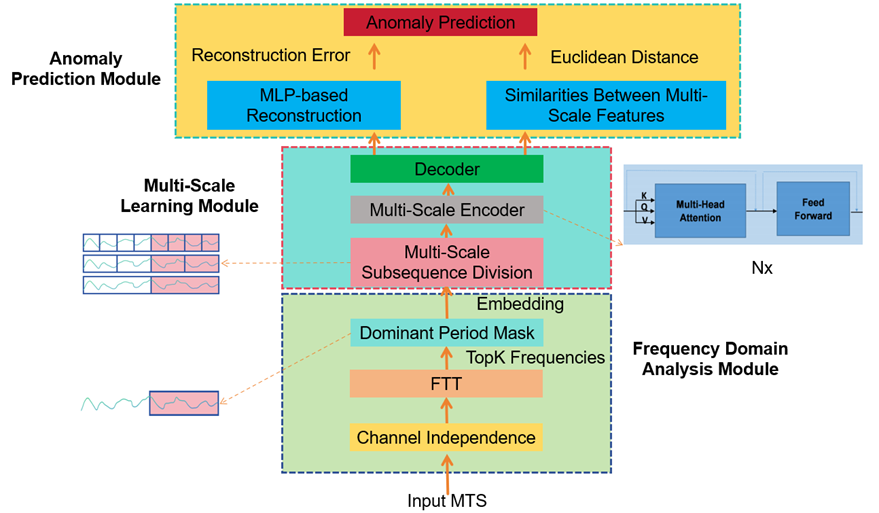 Anomaly Prediction
Reconstruction Error
Euclidean Distance
Anomaly
Prediction Module
MLP-based
Reconstruction
Similarities Between Multi-
Scale Features
Decoder
Multi-Scale
Learning Module
Multi-Scale Encoder
K
Q
V
Multi-Head
Attention
Feed
Forward
Nx
Multi-Scale
Subsequence Division
Embedding
Dominant Period Mask
TopK Frequencies
Frequency Domain
Analysis Module
FTT
Channel Independence
Input MTS